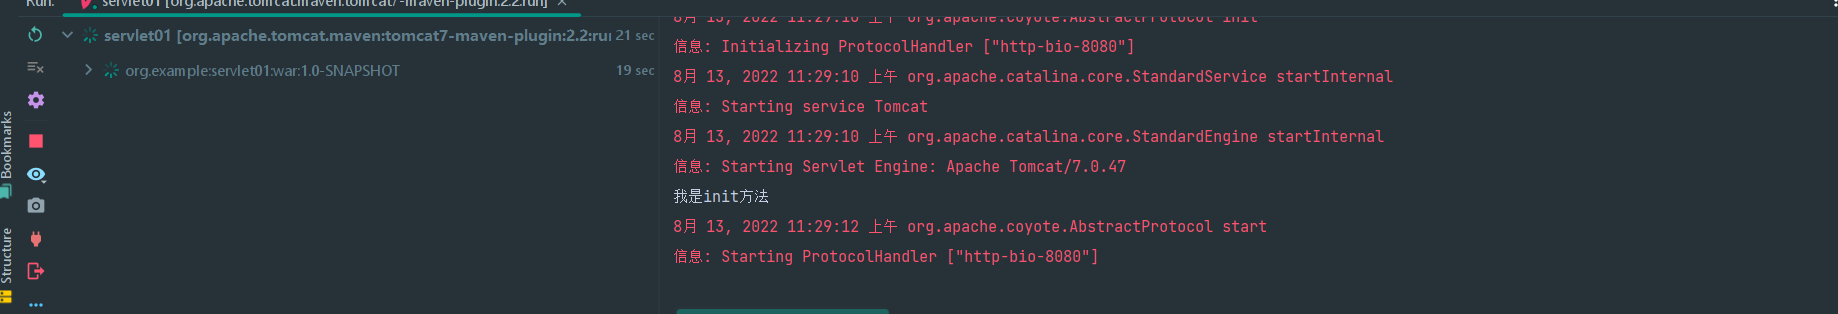 Run: servlet01 [org.apache.tomcat.maven:tomcat7-maven-plugin:2.2:run] ×
servlet01 [org.apache.tomcat.maven:tomcat7-maven-plugin:2.2:rui 21 sec
org.example:servlet01:war:1.0-SNAPSHOT 19 sec
Bookmarks
Structure
8月 13, 2022 11:29:10 上午 org.apache.coyote.AbstractProtocol init
信息: Initializing ProtocolHandler ["http-bio-8080"]
8月 13, 2022 11:29:10 上午 org.apache.catalina.core.StandardService startInternal
信息: Starting service Tomcat
8月 13, 2022 11:29:10 上午 org.apache.catalina.core.StandardEngine startInternal
信息: Starting Servlet Engine: Apache Tomcat/7.0.47
我是init方法
8月 13, 2022 11:29:12 上午 org.apache.coyote.AbstractProtocol start
信息: Starting ProtocolHandler ["http-bio-8080"]